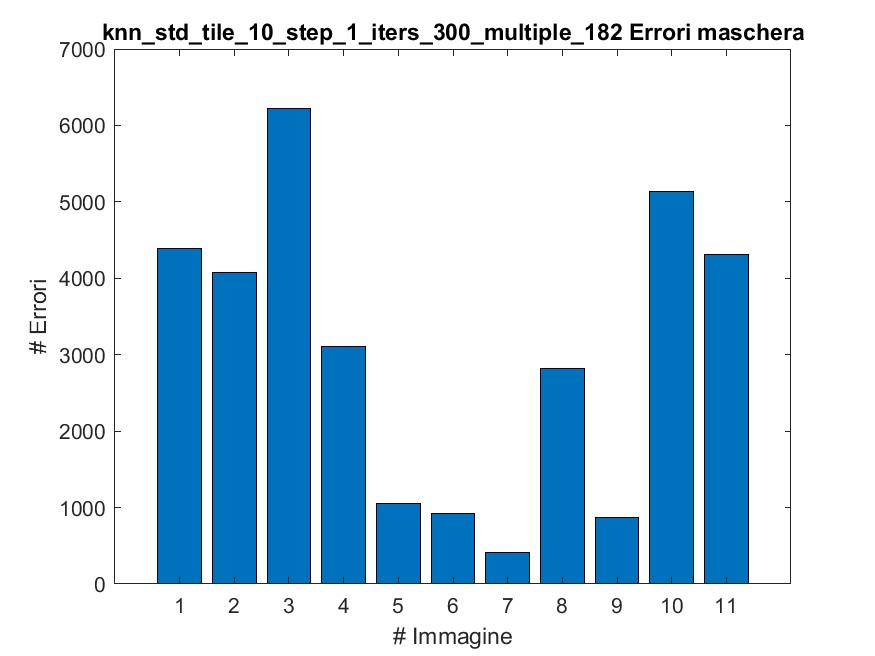 knn_std_tile_10_step_1_iters_300_multiple_182 Errori maschera
7000
6000
5000
4000
3000
2000
1000
0
# Errori
1 2 3 4 5 6 7 8 9 10 11
# Immagine